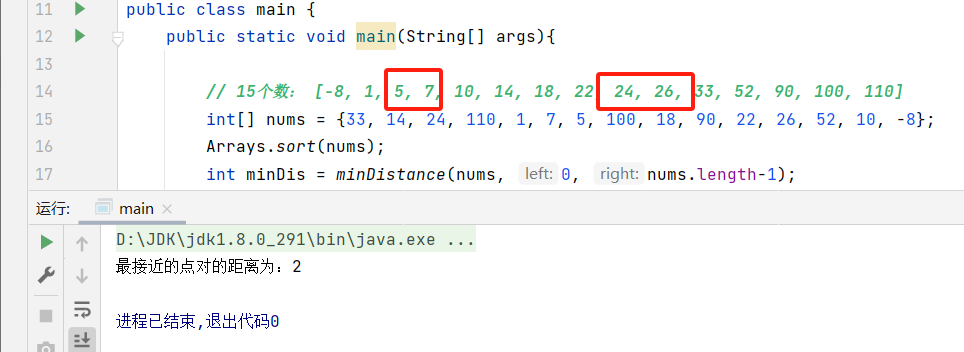 11 public class main {
12 public static void main(String[] args){
13
14 // 15个数: [-8, 1, 5, 7, 10, 14, 18, 22, 24, 26, 33, 52, 90, 100, 110]
15 int[] nums = {33, 14, 24, 110, 1, 7, 5, 100, 18, 90, 22, 26, 52, 10, -8};
16 Arrays.sort(nums);
17 int minDis = minDistance(nums, left: 0, right: nums.length-1);
运行: main ×
D:\JDK\jdk1.8.0_291\bin\java.exe ...
最接近的点对的距离为：2
进程已结束,退出代码0